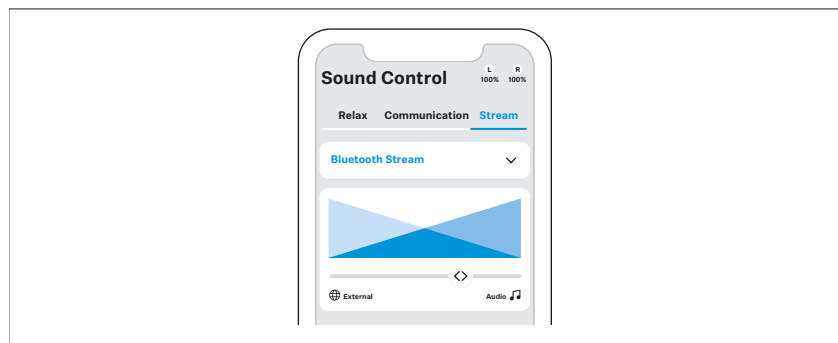 Sound Control
L R
100% 100%
Relax Communication Stream
Bluetooth Stream
External Audio